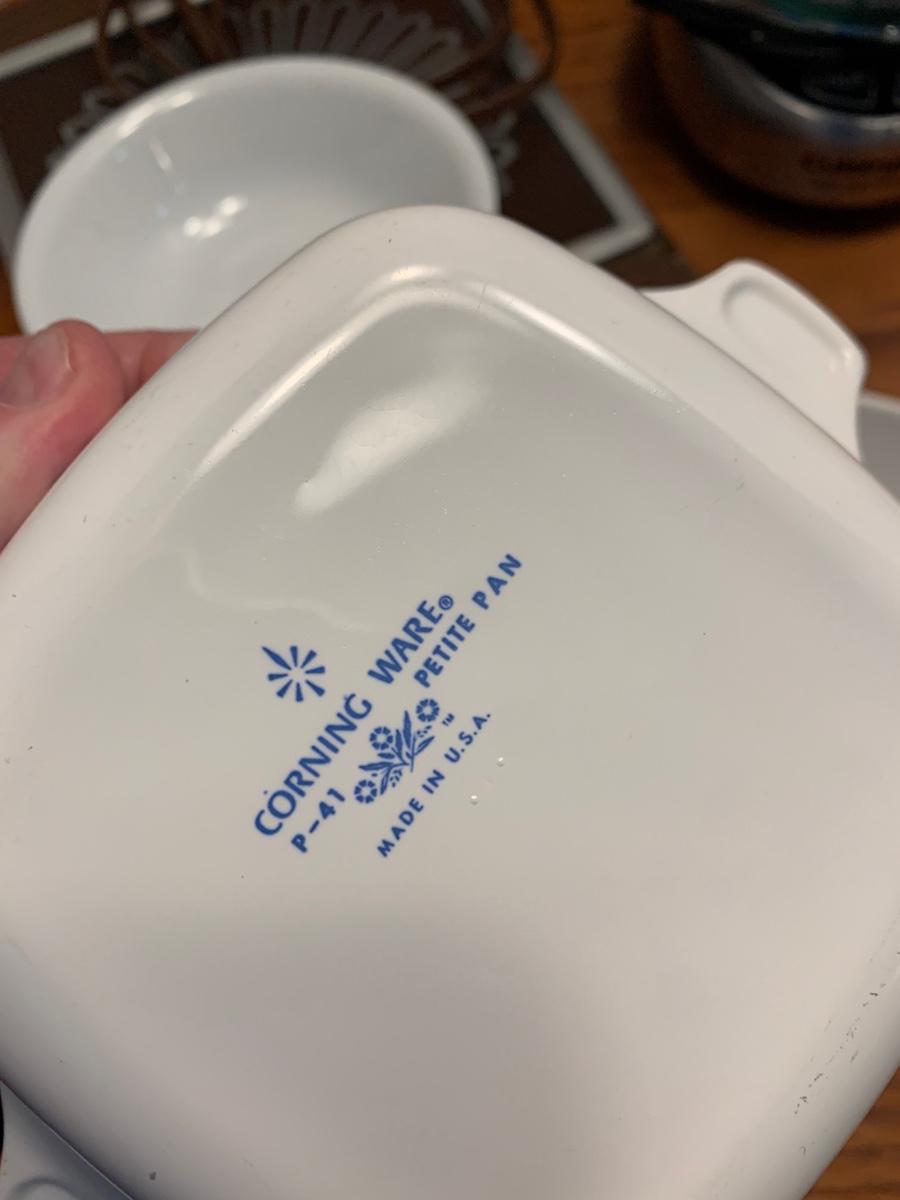 CORNING WARE®
P-41 PETITE PAN
™
MADE IN U.S.A.